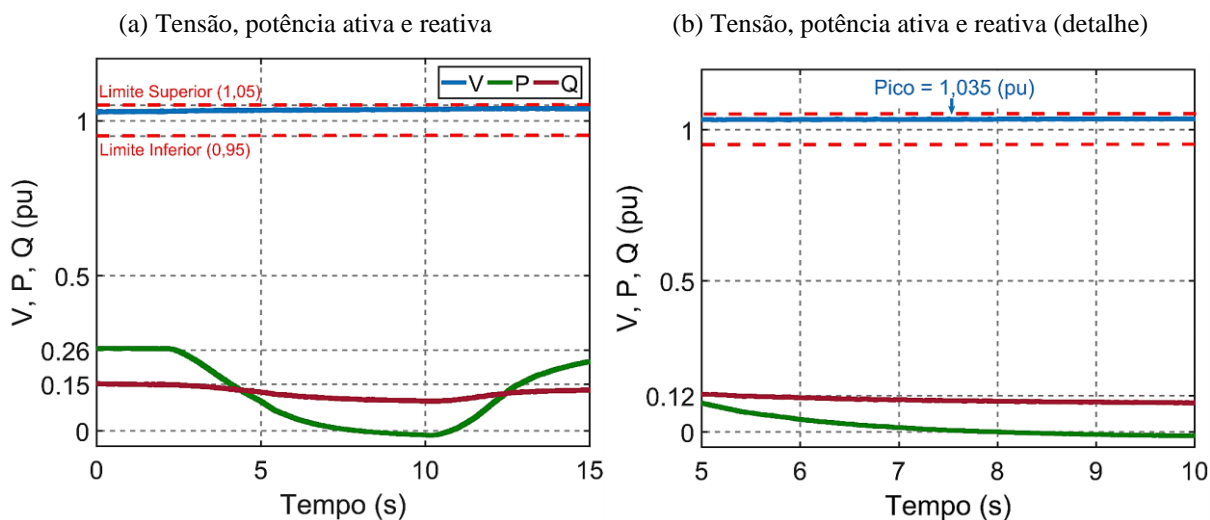 (a) Tensão, potência ativa e reativa
Limite Superior (1,05)
V P Q
1
Limite Inferior (0,95)
V, P, Q (pu)
0.5
0.26
0.15
0
0 5 10 15
Tempo (s)
(b) Tensão, potência ativa e reativa (detalhe)
Pico = 1,035 (pu)
1
V, P, Q (pu)
0.5
0.12
0
5 6 7 8 9 10
Tempo (s)